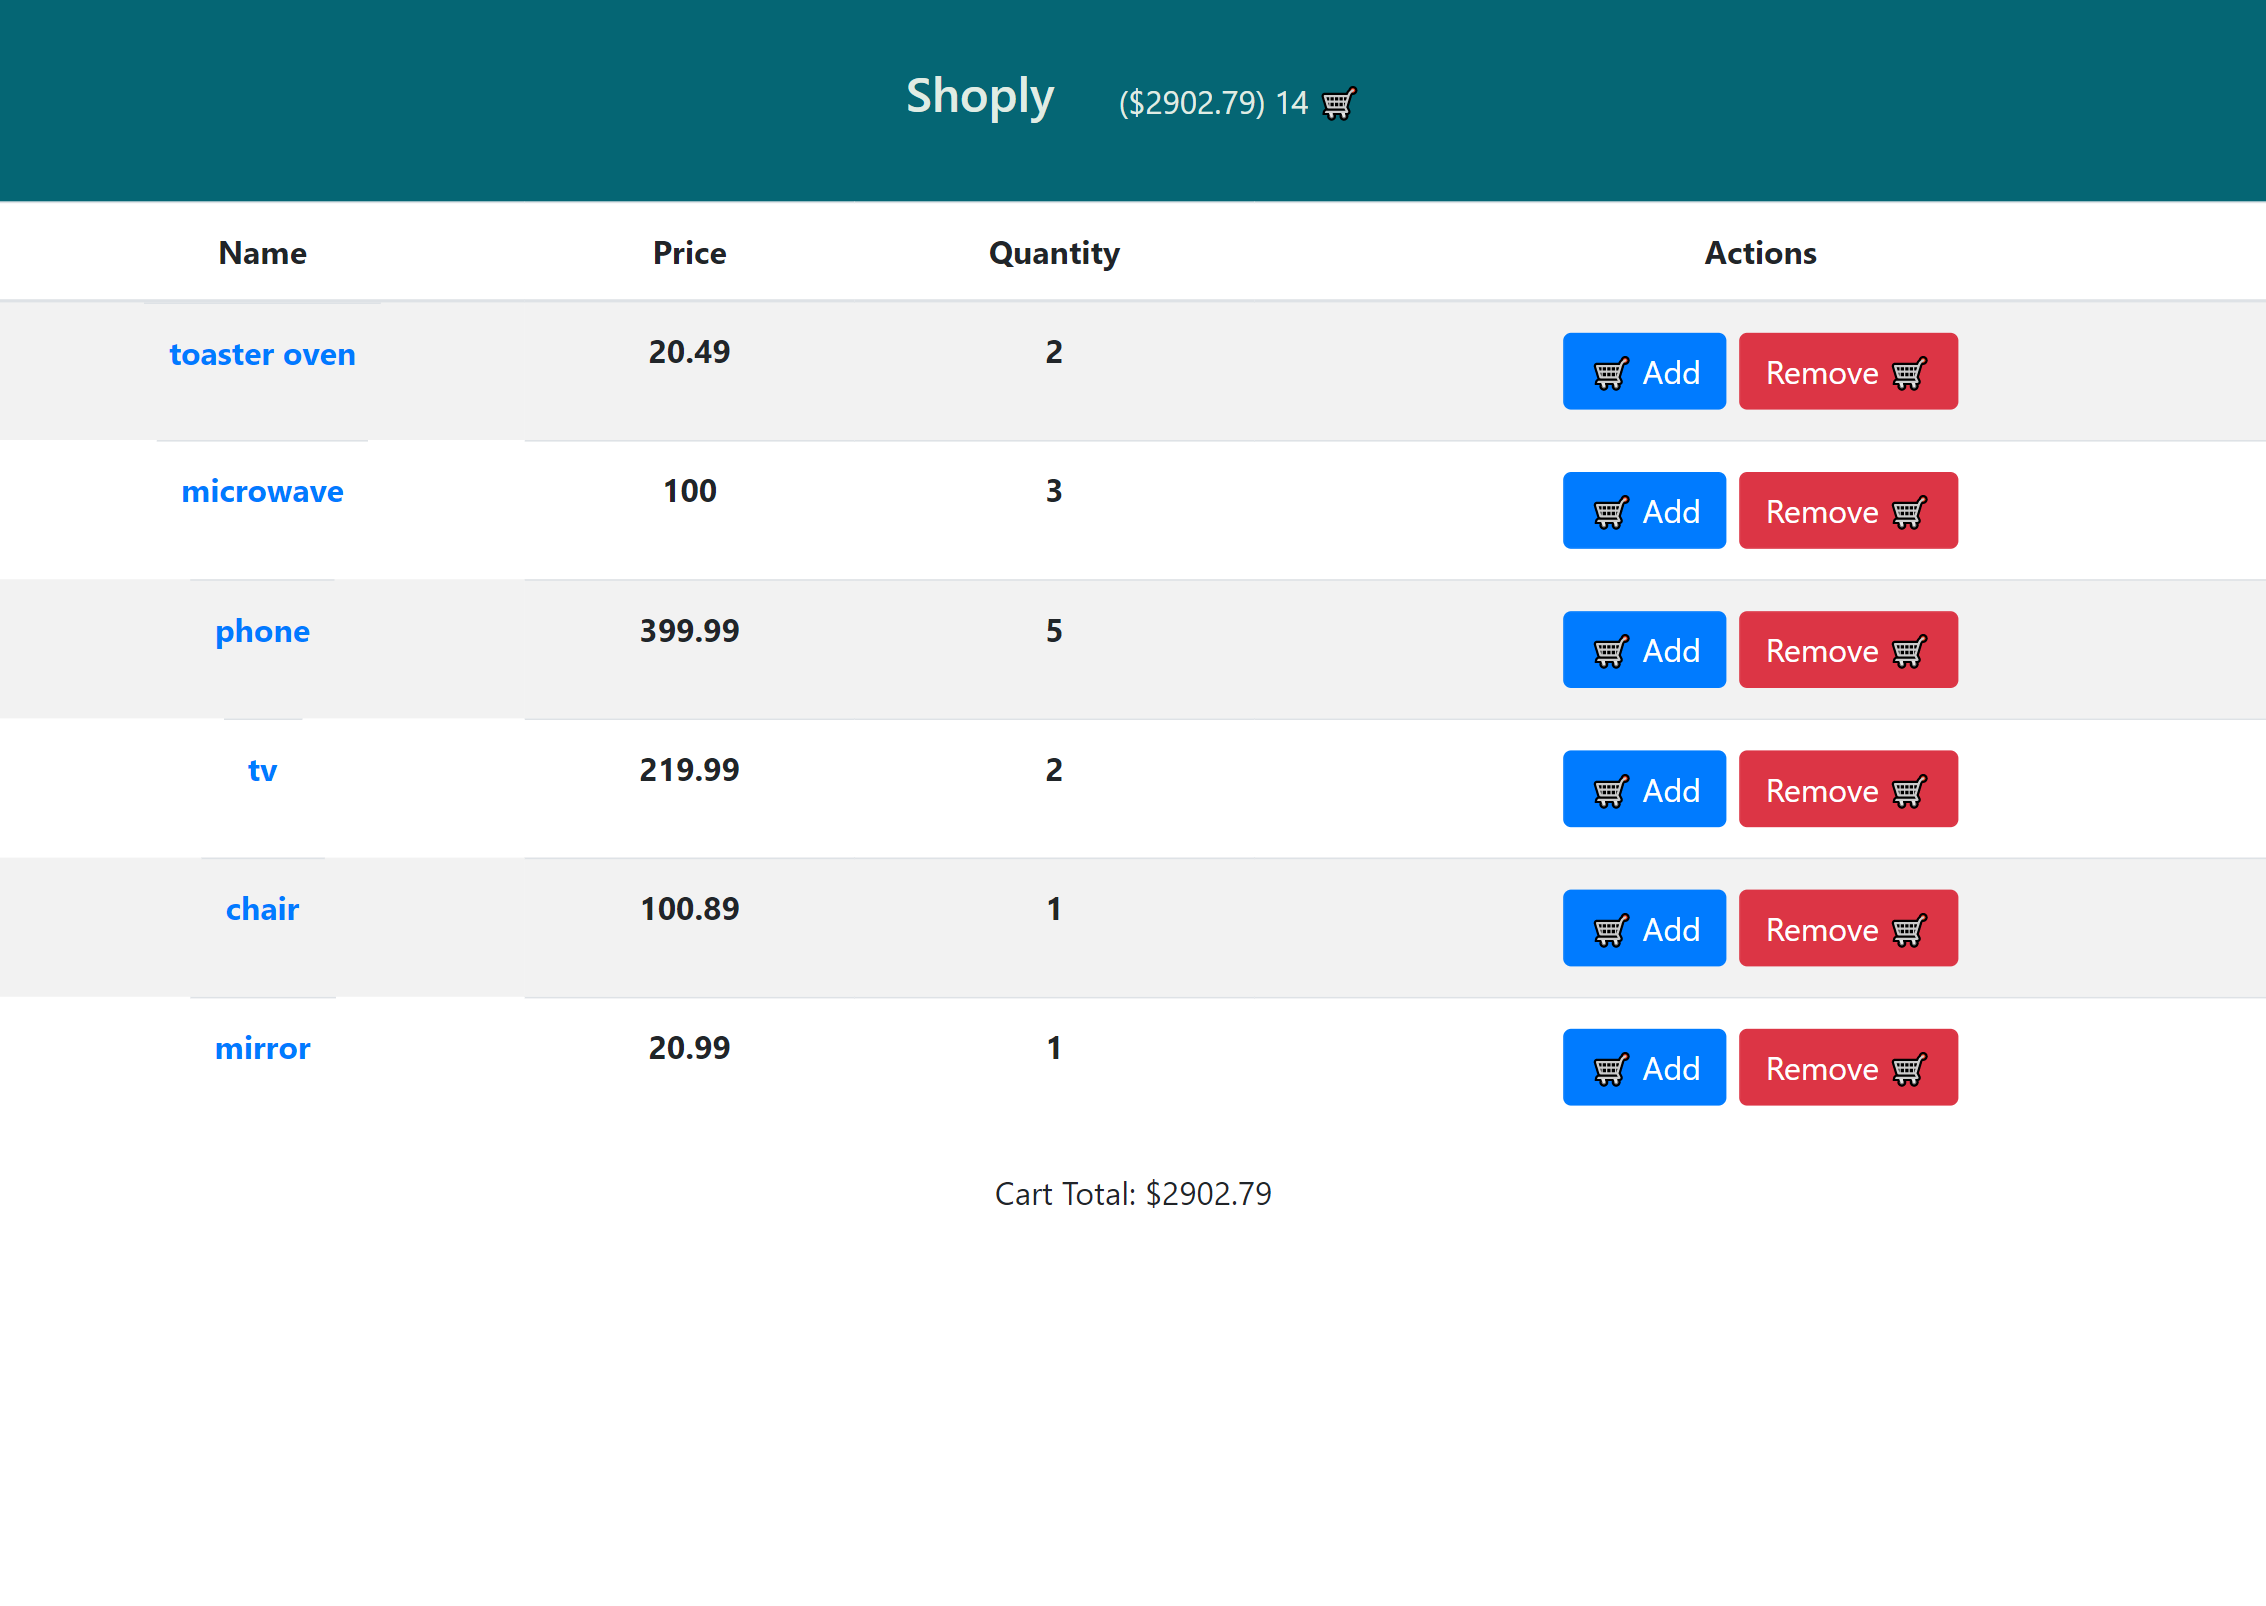 Shoply ($2902.79) 14
Name Price Quantity Actions
toaster oven 20.49 2 Add Remove
microwave 100 3 Add Remove
phone 399.99 5 Add Remove
tv 219.99 2 Add Remove
chair 100.89 1 Add Remove
mirror 20.99 1 Add Remove
Cart Total: $2902.79